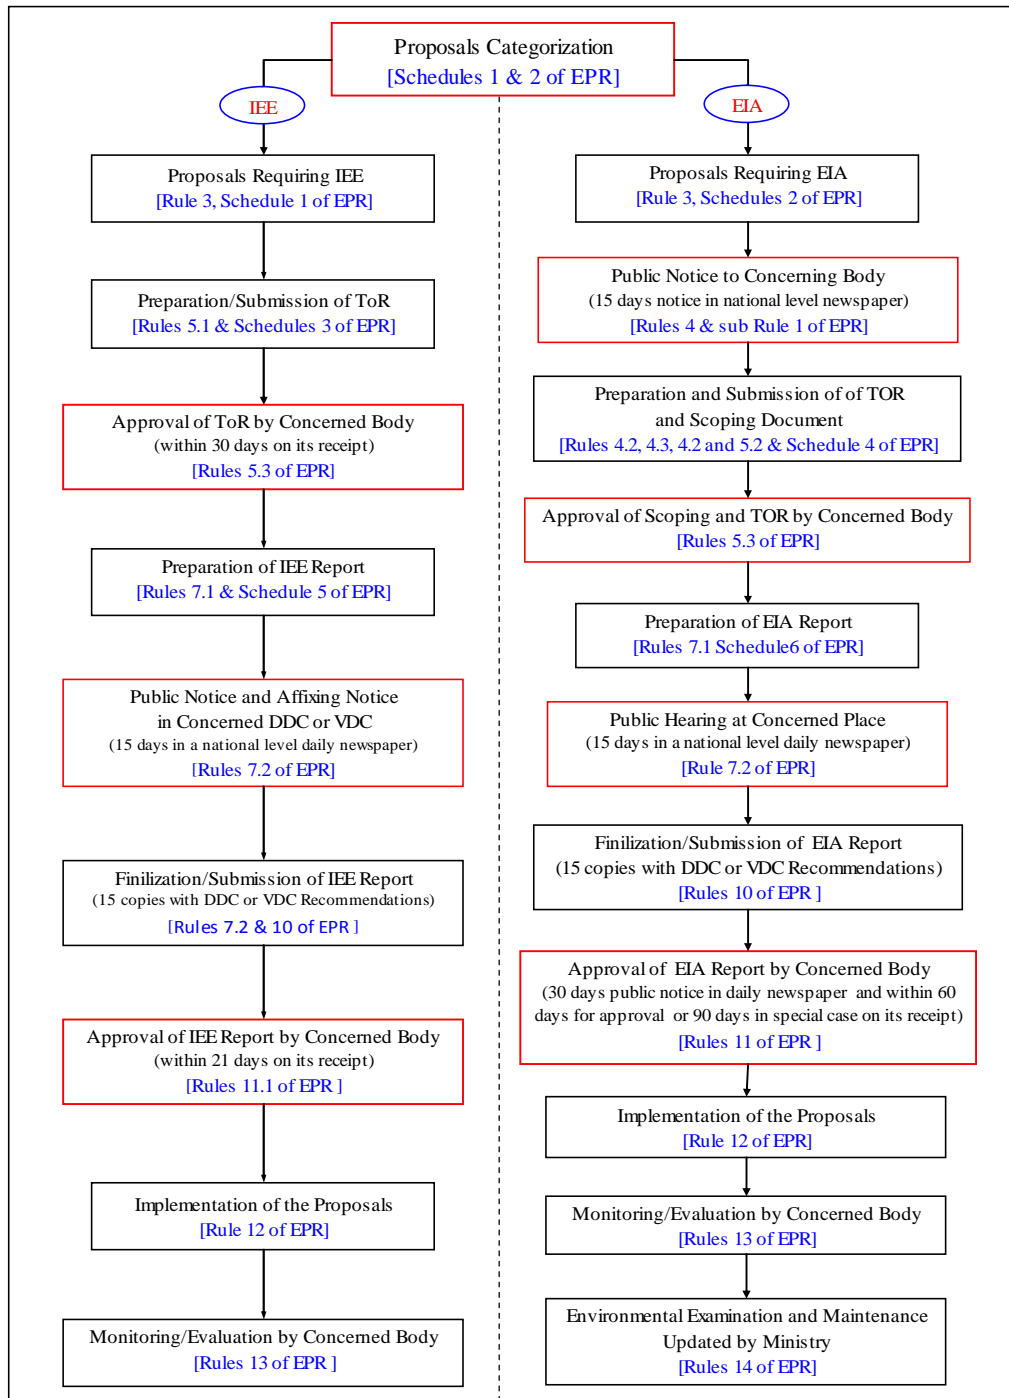 Proposals Categorization
[Schedules 1 & 2 of EPR]
IEE
Proposals Requiring IEE
[Rule 3, Schedule 1 of EPR]
Preparation/Submission of ToR
[Rules 5.1 & Schedules 3 of EPR]
Approval of ToR by Concerned Body
(within 30 days on its receipt)
[Rules 5.3 of EPR]
Preparation of IEE Report
[Rules 7.1 & Schedule 5 of EPR]
Public Notice and Affixing Notice
in Concerned DDC or VDC
(15 days in a national level daily newspaper)
[Rules 7.2 of EPR]
Finilization/Submission of IEE Report
(15 copies with DDC or VDC Recommendations)
[Rules 7.2 & 10 of EPR ]
Approval of IEE Report by Concerned Body
(within 21 days on its receipt)
[Rules 11.1 of EPR ]
Implementation of the Proposals
[Rule 12 of EPR]
Monitoring/Evaluation by Concerned Body
[Rules 13 of EPR ]
EIA
Proposals Requiring EIA
[Rule 3, Schedules 2 of EPR]
Public Notice to Concerning Body
(15 days notice in national level newspaper)
[Rules 4 & sub Rule 1 of EPR]
Preparation and Submission of of TOR
and Scoping Document
[Rules 4.2, 4.3, 4.2 and 5.2 & Schedule 4 of EPR]
Approval of Scoping and TOR by Concerned Body
[Rules 5.3 of EPR]
Preparation of EIA Report
[Rules 7.1 Schedule6 of EPR]
Public Hearing at Concerned Place
(15 days in a national level daily newspaper)
[Rule 7.2 of EPR]
Finilization/Submission of EIA Report
(15 copies with DDC or VDC Recommendations)
[Rules 10 of EPR ]
Approval of EIA Report by Concerned Body
(30 days public notice in daily newspaper and within 60
days for approval or 90 days in special case on its receipt)
[Rules 11 of EPR ]
Implementation of the Proposals
[Rule 12 of EPR]
Monitoring/Evaluation by Concerned Body
[Rules 13 of EPR]
Environmental Examination and Maintenance
Updated by Ministry
[Rules 14 of EPR]